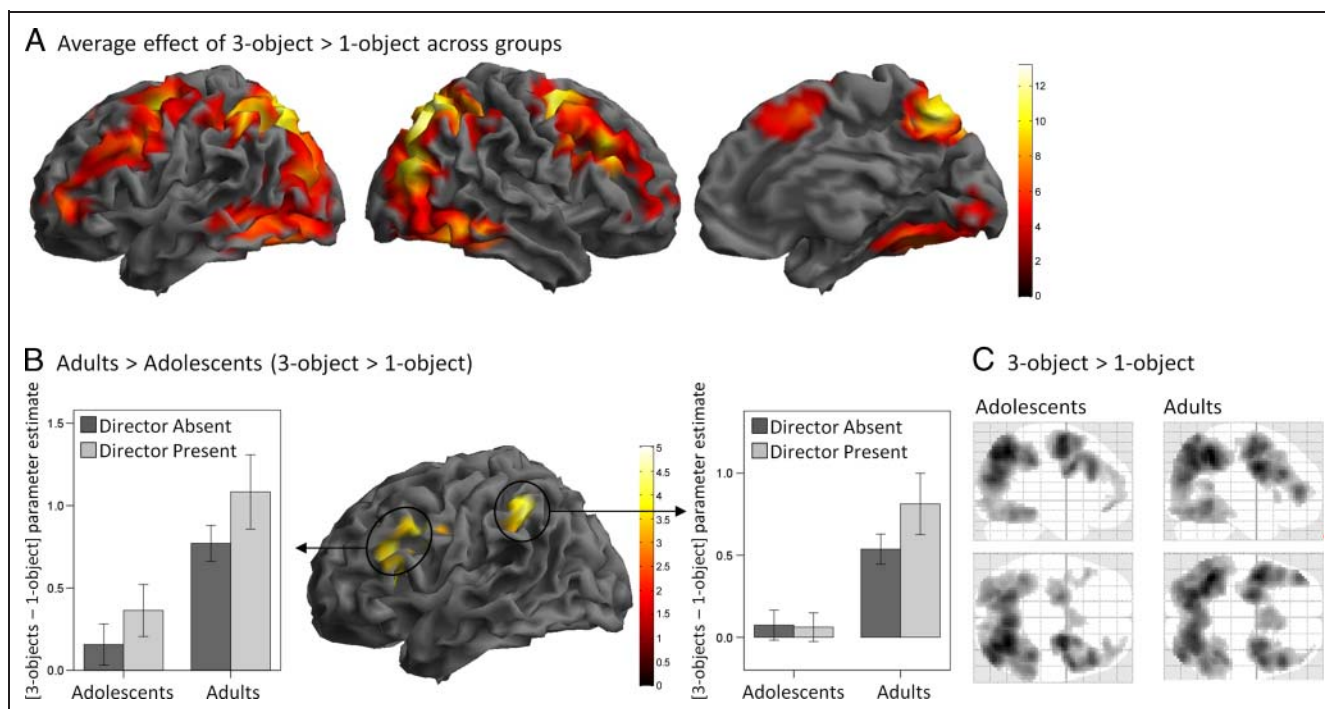 A Average effect of 3-object > 1-object across groups
12
10
8
6
4
2
0
B Adults > Adolescents (3-object > 1-object)
[3-objects – 1-object] parameter estimate
1.5
1.0
0.5
0.0
Director Absent
Director Present
Adolescents Adults
5
4.5
4
3.5
3
2.5
2
1.5
1
0.5
0
[3-objects – 1-object] parameter estimate
1.0
0.5
0.0
Director Absent
Director Present
Adolescents Adults
C 3-object > 1-object
Adolescents Adults